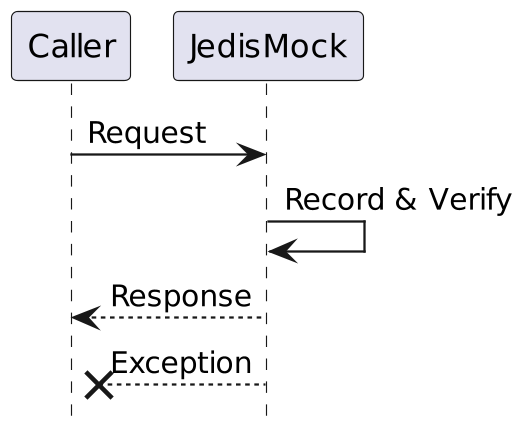 Caller
JedisMock
Request
Record & Verify
Response
Exception